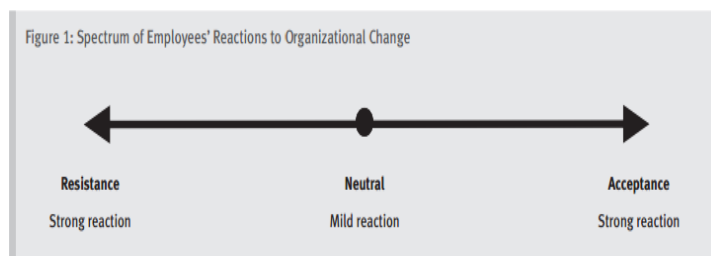 Figure 1: Spectrum of Employees' Reactions to Organizational Change
Resistance Neutral Acceptance
Strong reaction Mild reaction Strong reaction